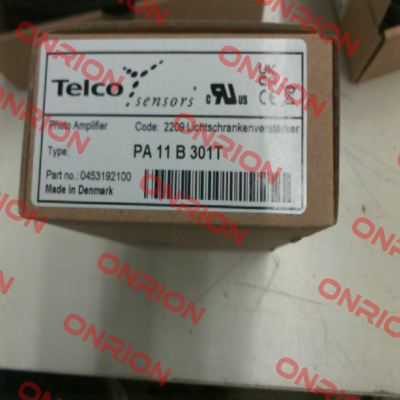 Telco
sensors
Photo Amplifier
Code: 2209 Lichtschrankenverstärker
Type:
PA 11 B 301T
Part no.: 0453192100
Made in Denmark
ONRION
ONRION
ONRION
ONRION
ONRION
ONRION
ONRION
ONRION
ONRION
ONRION